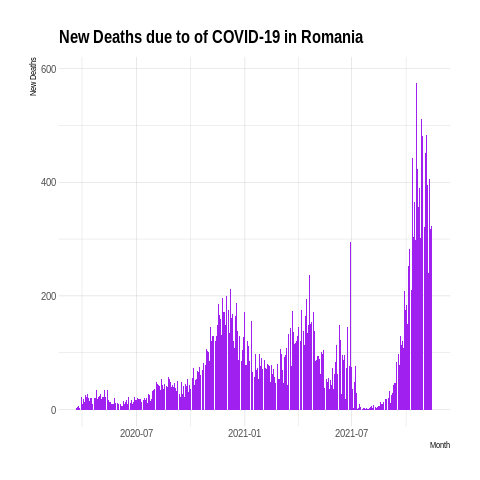 New Deaths due to of COVID-19 in Romania
New Deaths
600
400
200
0
2020-07
2021-01
2021-07
Month